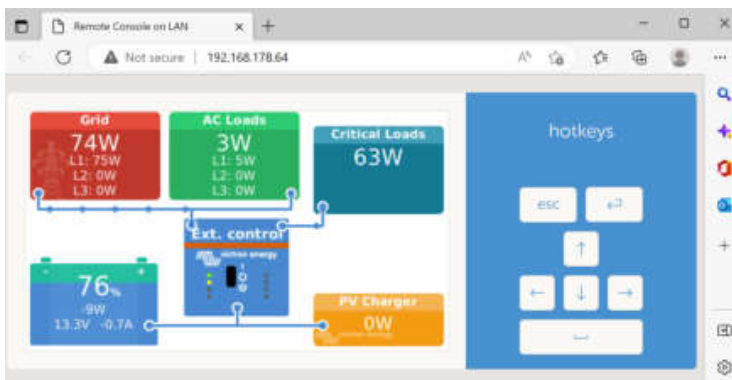 Remote Console on LAN
Not secure | 192.168.178.64
Grid
74W
L1: 75W
L2: 0W
L3: 0W
AC Loads
3W
L1: 5W
L2: 0W
L3: 0W
Critical Loads
63W
Ext. control
victron energy
76%
-9W
13.3V -0.7A
PV Charger
0W
hotkeys
esc